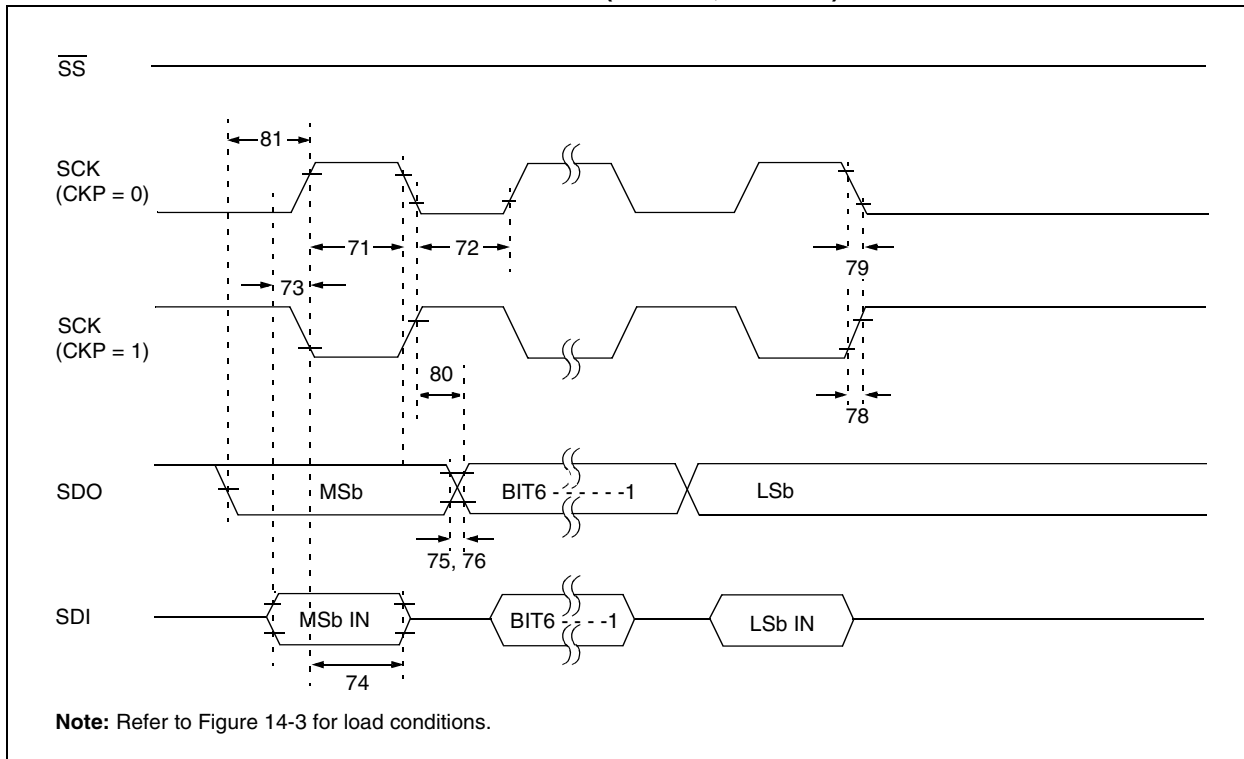 SS
81
SCK
(CKP = 0)
71
72
79
73
SCK
(CKP = 1)
80
78
SDO
MSb
BIT6 - - - - - -1
LSb
75, 76
SDI
MSb IN
BIT6 - - - -1
LSb IN
74
Note: Refer to Figure 14-3 for load conditions.